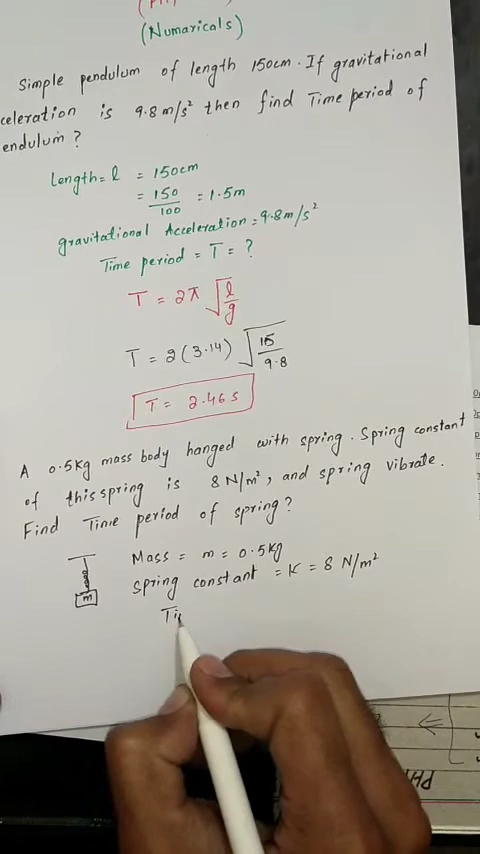 (Numaricals)
Simple pendulum of length 150cm. If gravitational
celeration is 9.8 m/s² then find Time period of
endulum?
Length = l = 150cm
= 150/100 = 1.5m
gravitational Acceleration = 9.8m/s²
Time period = T = ?
T = 2π √(l/g)
T = 2(3.14) √(15/9.8)
T = 2.46s
A 0.5kg mass body hanged with spring. Spring constant
of this spring is 8 N/m², and spring vibrate.
Find Time period of spring?
Mass = m = 0.5kg
Spring constant = K = 8 N/m²
m
Ti